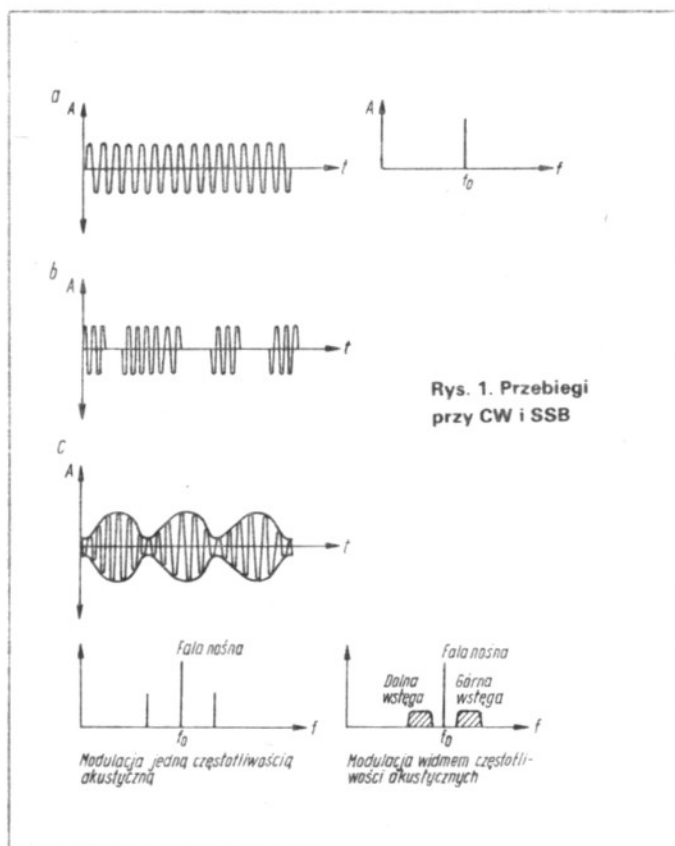 a
A
t
A
f₀
f
b
A
t
Rys. 1. Przebiegi
przy CW i SSB
c
A
t
Fala nośna
f₀
f
Modulacja jedną częstotliwością
akustyczną
Fala nośna
Dolna
wstęga
Górna
wstęga
f₀
f
Modulacja widmem częstotli-
wości akustycznych